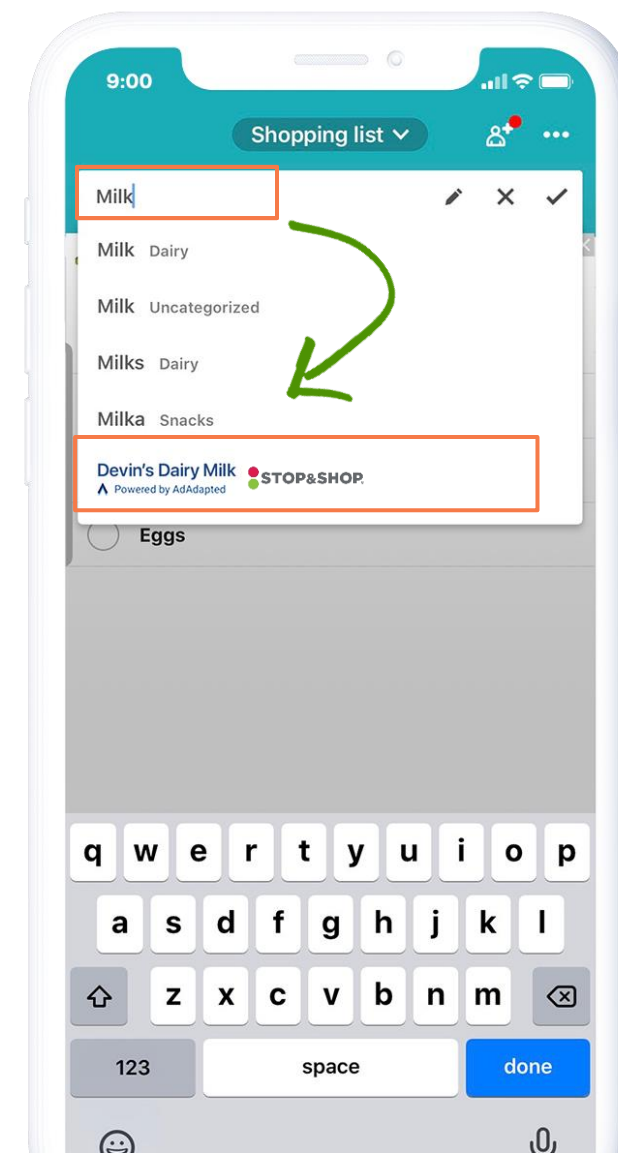 9:00
Shopping list
Milk
Milk Dairy
Milk Uncategorized
Milks Dairy
Milka Snacks
Devin's Dairy Milk STOP&SHOP.
Powered by AdAdapted
Eggs
q w e r t y u i o p
a s d f g h j k l
z x c v b n m
123 space done